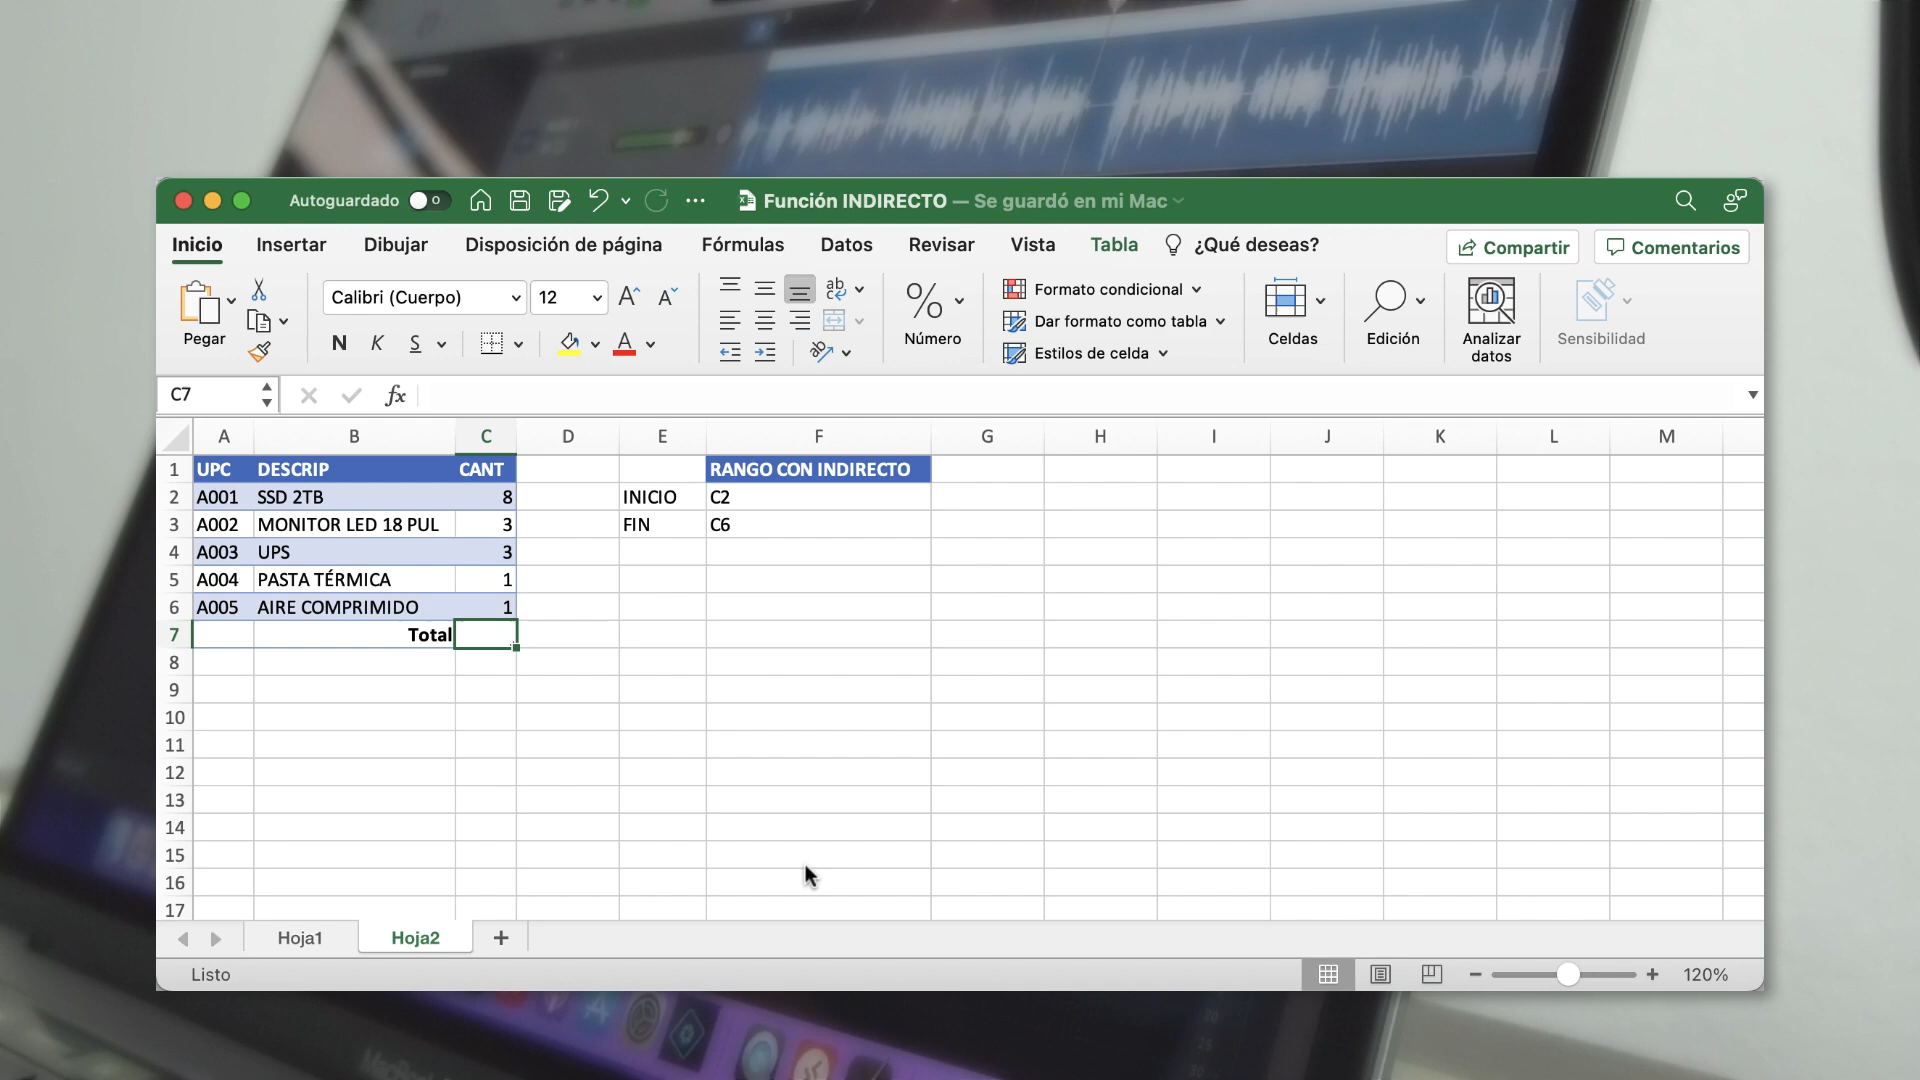 Autoguardado
Función INDIRECTO — Se guardó en mi Mac
Inicio Insertar Dibujar Disposición de página Fórmulas Datos Revisar Vista Tabla ¿Qué deseas? Compartir Comentarios
Pegar
Calibri (Cuerpo) 12
N K S
Número
Formato condicional
Dar formato como tabla
Estilos de celda
Celdas
Edición
Analizar datos
Sensibilidad
C7 fx
A B C D E F G H I J K L M
1 UPC DESCRIP CANT RANGO CON INDIRECTO
2 A001 SSD 2TB 8 INICIO C2
3 A002 MONITOR LED 18 PUL 3 FIN C6
4 A003 UPS 3
5 A004 PASTA TÉRMICA 1
6 A005 AIRE COMPRIMIDO 1
7 Total
8
9
10
11
12
13
14
15
16
17
Hoja1 Hoja2 +
Listo 120%